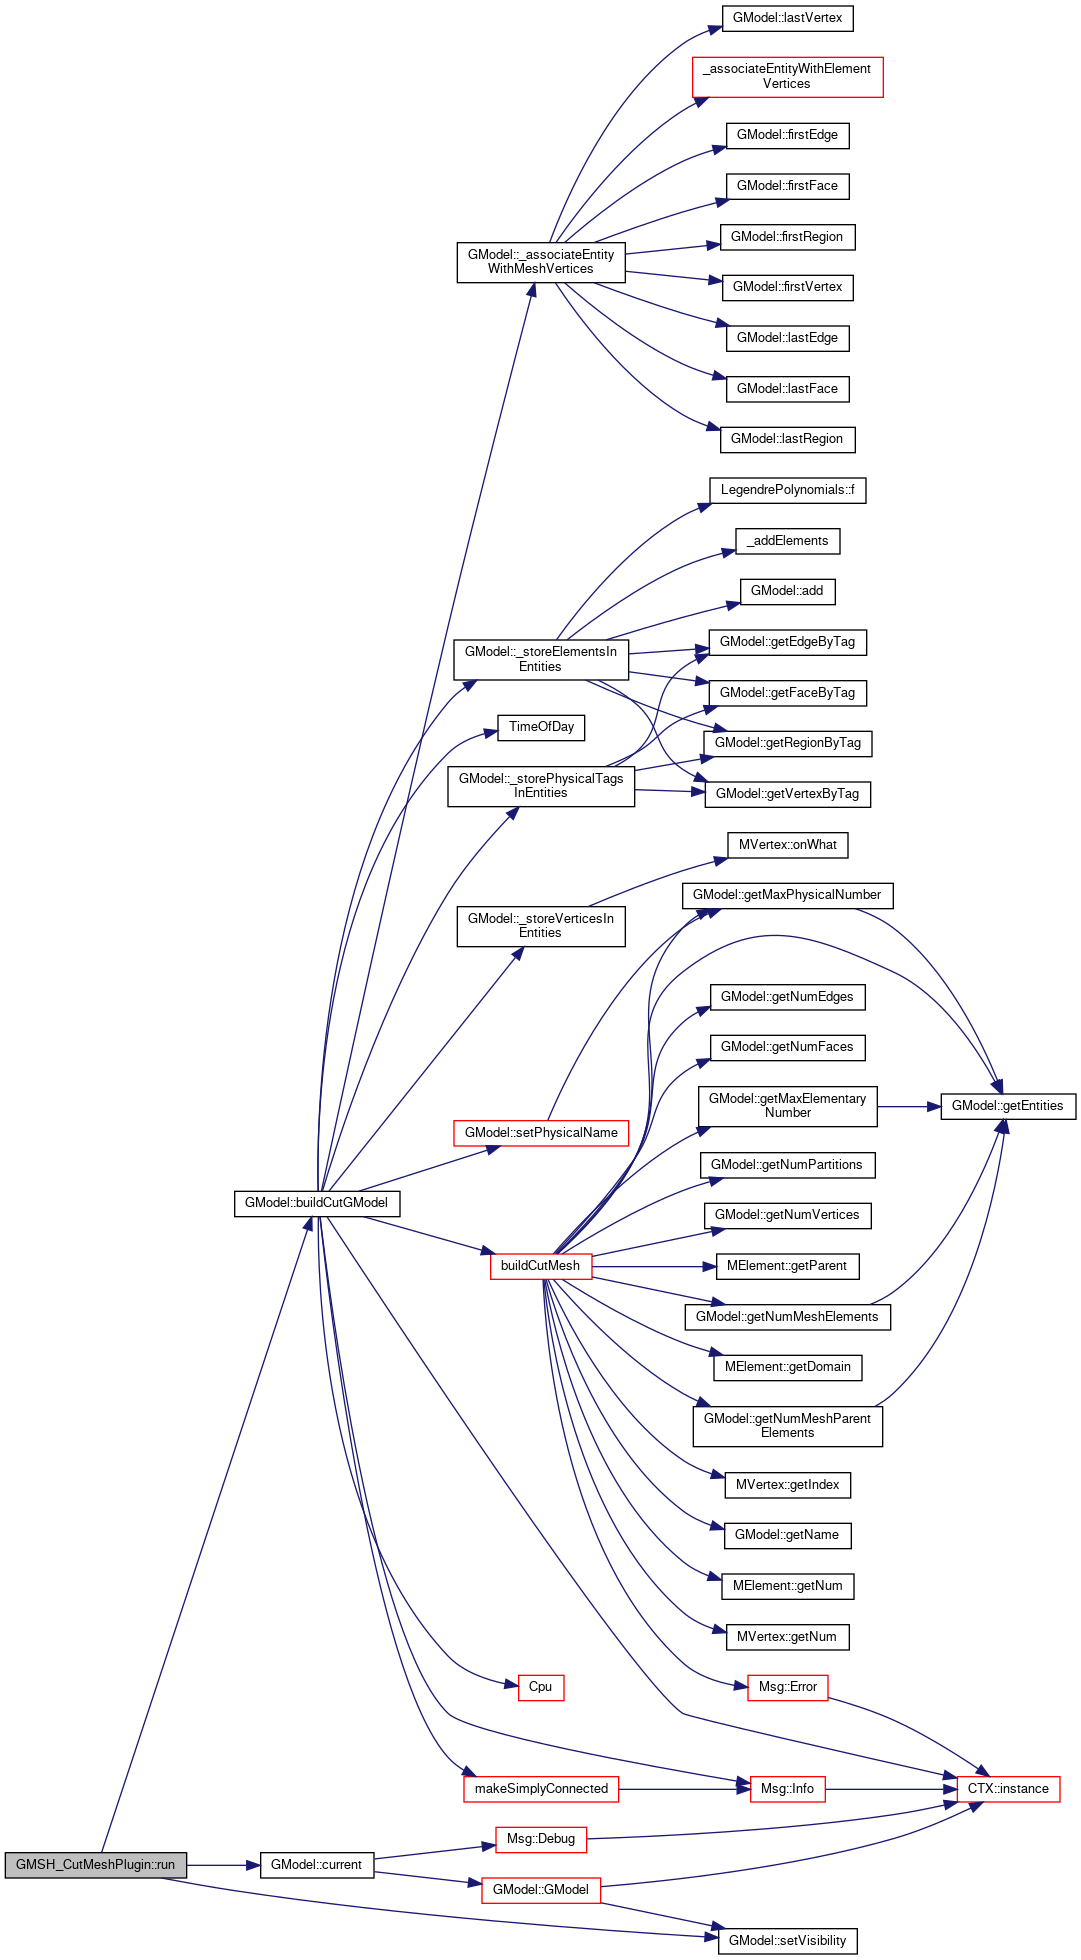 GModel::lastVertex
_associateEntityWithElement
Vertices
GModel::firstEdge
GModel::firstFace
GModel::firstRegion
GModel::_associateEntity
WithMeshVertices
GModel::firstVertex
GModel::lastEdge
GModel::lastFace
GModel::lastRegion
LegendrePolynomials::f
_addElements
GModel::add
GModel::getEdgeByTag
GModel::_storeElementsIn
Entities
GModel::getFaceByTag
TimeOfDay
GModel::getRegionByTag
GModel::_storePhysicalTags
InEntities
GModel::getVertexByTag
MVertex::onWhat
GModel::getMaxPhysicalNumber
GModel::_storeVerticesIn
Entities
GModel::getNumEdges
GModel::getNumFaces
GModel::getMaxElementary
Number
GModel::getEntities
GModel::setPhysicalName
GModel::getNumPartitions
GModel::buildCutGModel
GModel::getNumVertices
buildCutMesh
MElement::getParent
GModel::getNumMeshElements
MElement::getDomain
GModel::getNumMeshParent
Elements
MVertex::getIndex
GModel::getName
MElement::getNum
MVertex::getNum
Cpu
Msg::Error
makeSimplyConnected
Msg::Info
CTX::instance
Msg::Debug
GMSH_CutMeshPlugin::run
GModel::current
GModel::GModel
GModel::setVisibility